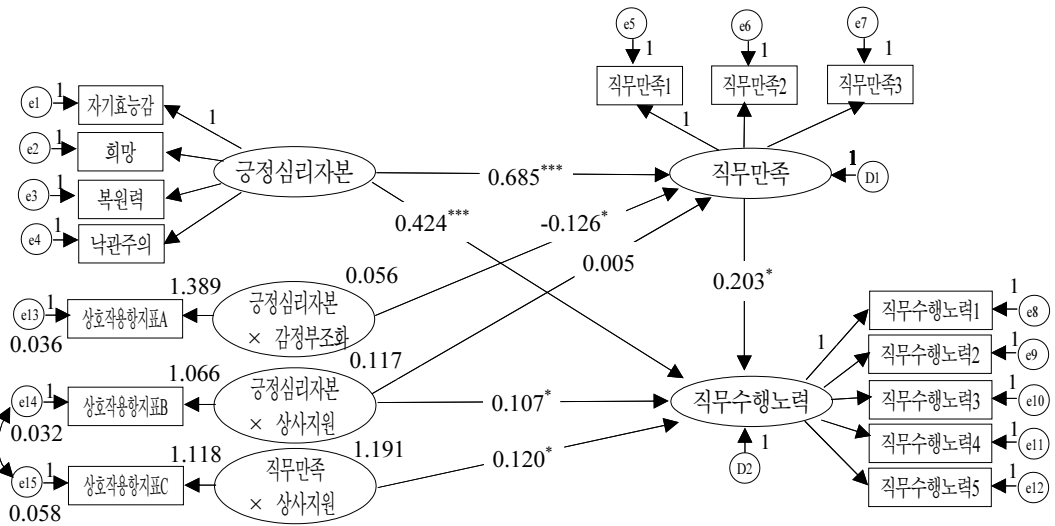 e5
e6
e7
1
1
1
직무만족1
직무만족2
직무만족3
1
e1
1
자기효능감
1
e2
1
희망
e3
1
복원력
e4
1
낙관주의
긍정심리자본
0.685***
직무만족
1
D1
0.424***
-0.126*
0.005
0.203*
e13
1
0.036
상호작용항지표A
1.389
긍정심리자본
× 감정부조화
0.056
e14
1
0.032
상호작용항지표B
1.066
긍정심리자본
× 상사지원
0.117
0.107*
e15
1
0.058
상호작용항지표C
1.118
직무만족
× 상사지원
1.191
0.120*
직무수행노력
1
D2
1
직무수행노력1
1
e8
직무수행노력2
1
e9
직무수행노력3
1
e10
직무수행노력4
1
e11
직무수행노력5
1
e12